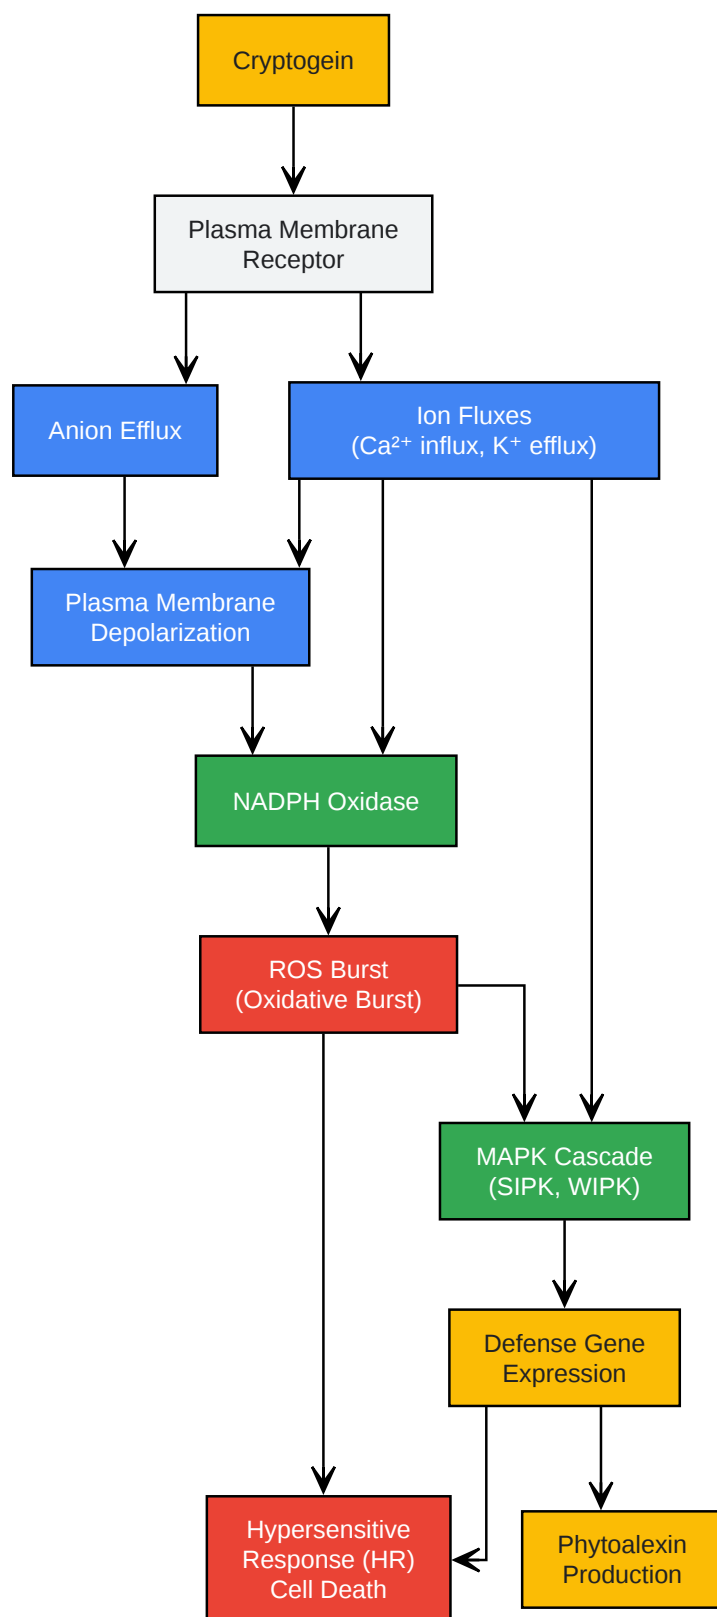 Cryptogein
Plasma Membrane
Receptor
Anion Efflux
Ion Fluxes
(Ca²⁺ influx, K⁺ efflux)
Plasma Membrane
Depolarization
NADPH Oxidase
ROS Burst
(Oxidative Burst)
MAPK Cascade
(SIPK, WIPK)
Defense Gene
Expression
Hypersensitive
Response (HR)
Cell Death
Phytoalexin
Production